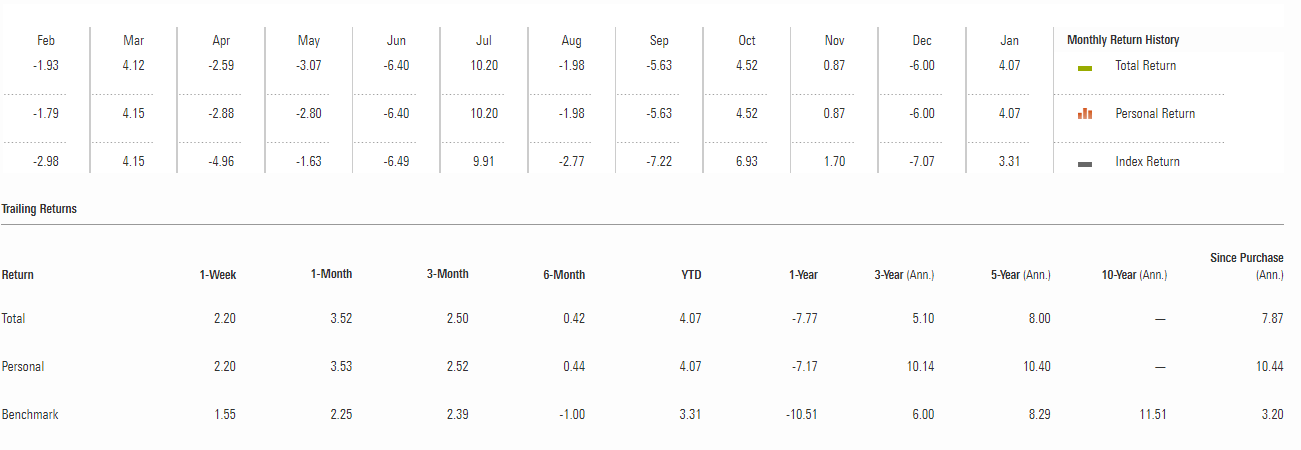 Feb Mar Apr May Jun Jul Aug Sep Oct Nov Dec Jan Monthly Return History
-1.93 4.12 -2.59 -3.07 -6.40 10.20 -1.98 -5.63 4.52 0.87 -6.00 4.07 Total Return
-1.79 4.15 -2.88 -2.80 -6.40 10.20 -1.98 -5.63 4.52 0.87 -6.00 4.07 Personal Return
-2.98 4.15 -4.96 -1.63 -6.49 9.91 -2.77 -7.22 6.93 1.70 -7.07 3.31 Index Return
Trailing Returns
Return 1-Week 1-Month 3-Month 6-Month YTD 1-Year 3-Year (Ann.) 5-Year (Ann.) 10-Year (Ann.) Since Purchase
(Ann.)
Total 2.20 3.52 2.50 0.42 4.07 -7.77 5.10 8.00 — 7.87
Personal 2.20 3.53 2.52 0.44 4.07 -7.17 10.14 10.40 — 10.44
Benchmark 1.55 2.25 2.39 -1.00 3.31 -10.51 6.00 8.29 11.51 3.20